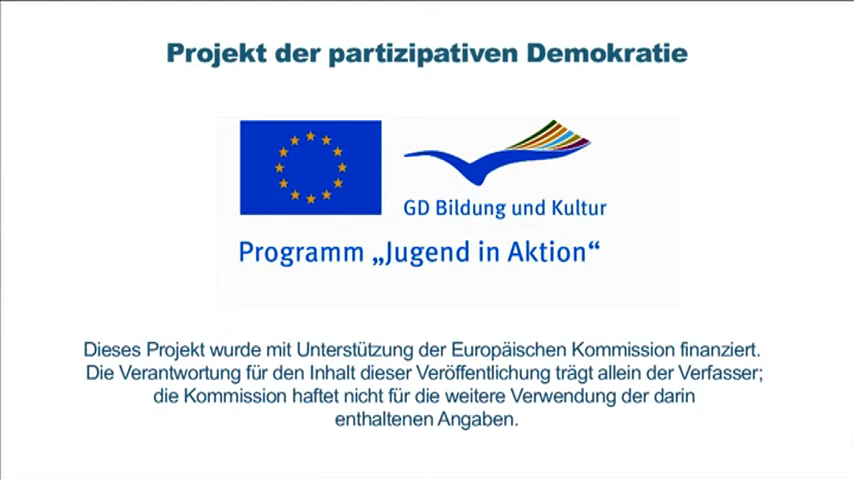 Projekt der partizipativen Demokratie
GD Bildung und Kultur
Programm „Jugend in Aktion“
Dieses Projekt wurde mit Unterstützung der Europäischen Kommission finanziert.
Die Verantwortung für den Inhalt dieser Veröffentlichung trägt allein der Verfasser;
die Kommission haftet nicht für die weitere Verwendung der darin
enthaltenen Angaben.